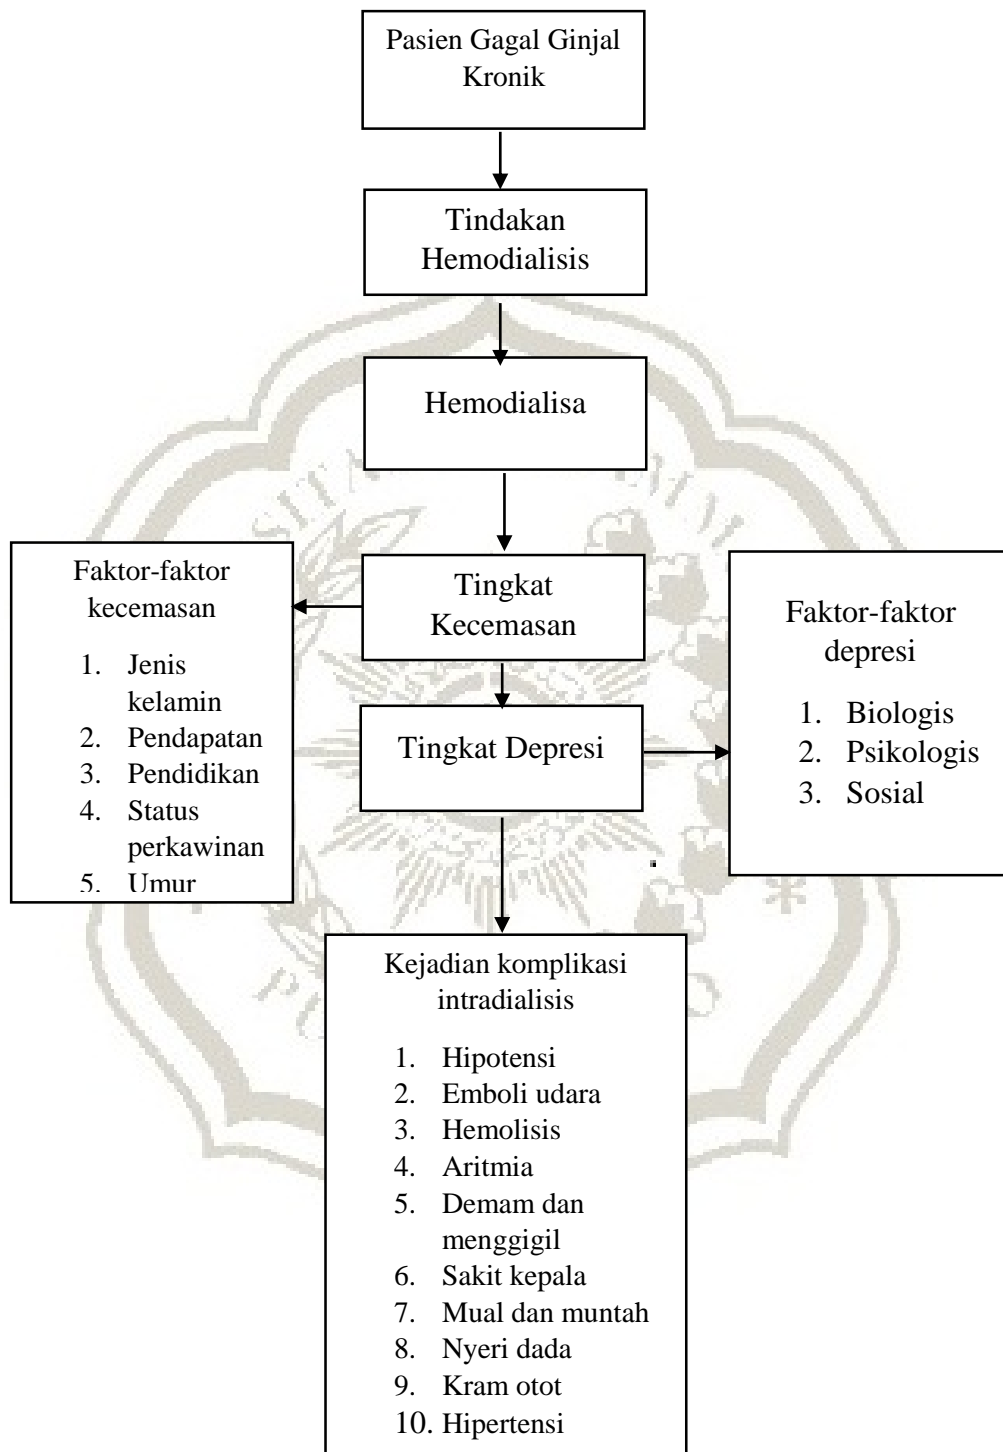 Pasien Gagal Ginjal
Kronik
Tindakan
Hemodialisis
Hemodialisa
Tingkat
Kecemasan
Faktor-faktor
kecemasan
1. Jenis
kelamin
2. Pendapatan
3. Pendidikan
4. Status
perkawinan
5. Umur
Tingkat Depresi
Faktor-faktor
depresi
1. Biologis
2. Psikologis
3. Sosial
Kejadian komplikasi
intradialisis
1. Hipotensi
2. Emboli udara
3. Hemolisis
4. Aritmia
5. Demam dan
menggigil
6. Sakit kepala
7. Mual dan muntah
8. Nyeri dada
9. Kram otot
10. Hipertensi